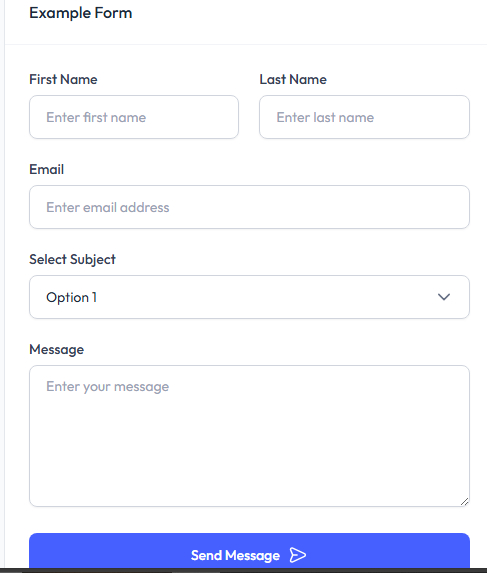 Example Form
First Name Last Name
Enter first name Enter last name
Email
Enter email address
Select Subject
Option 1
Message
Enter your message
Send Message